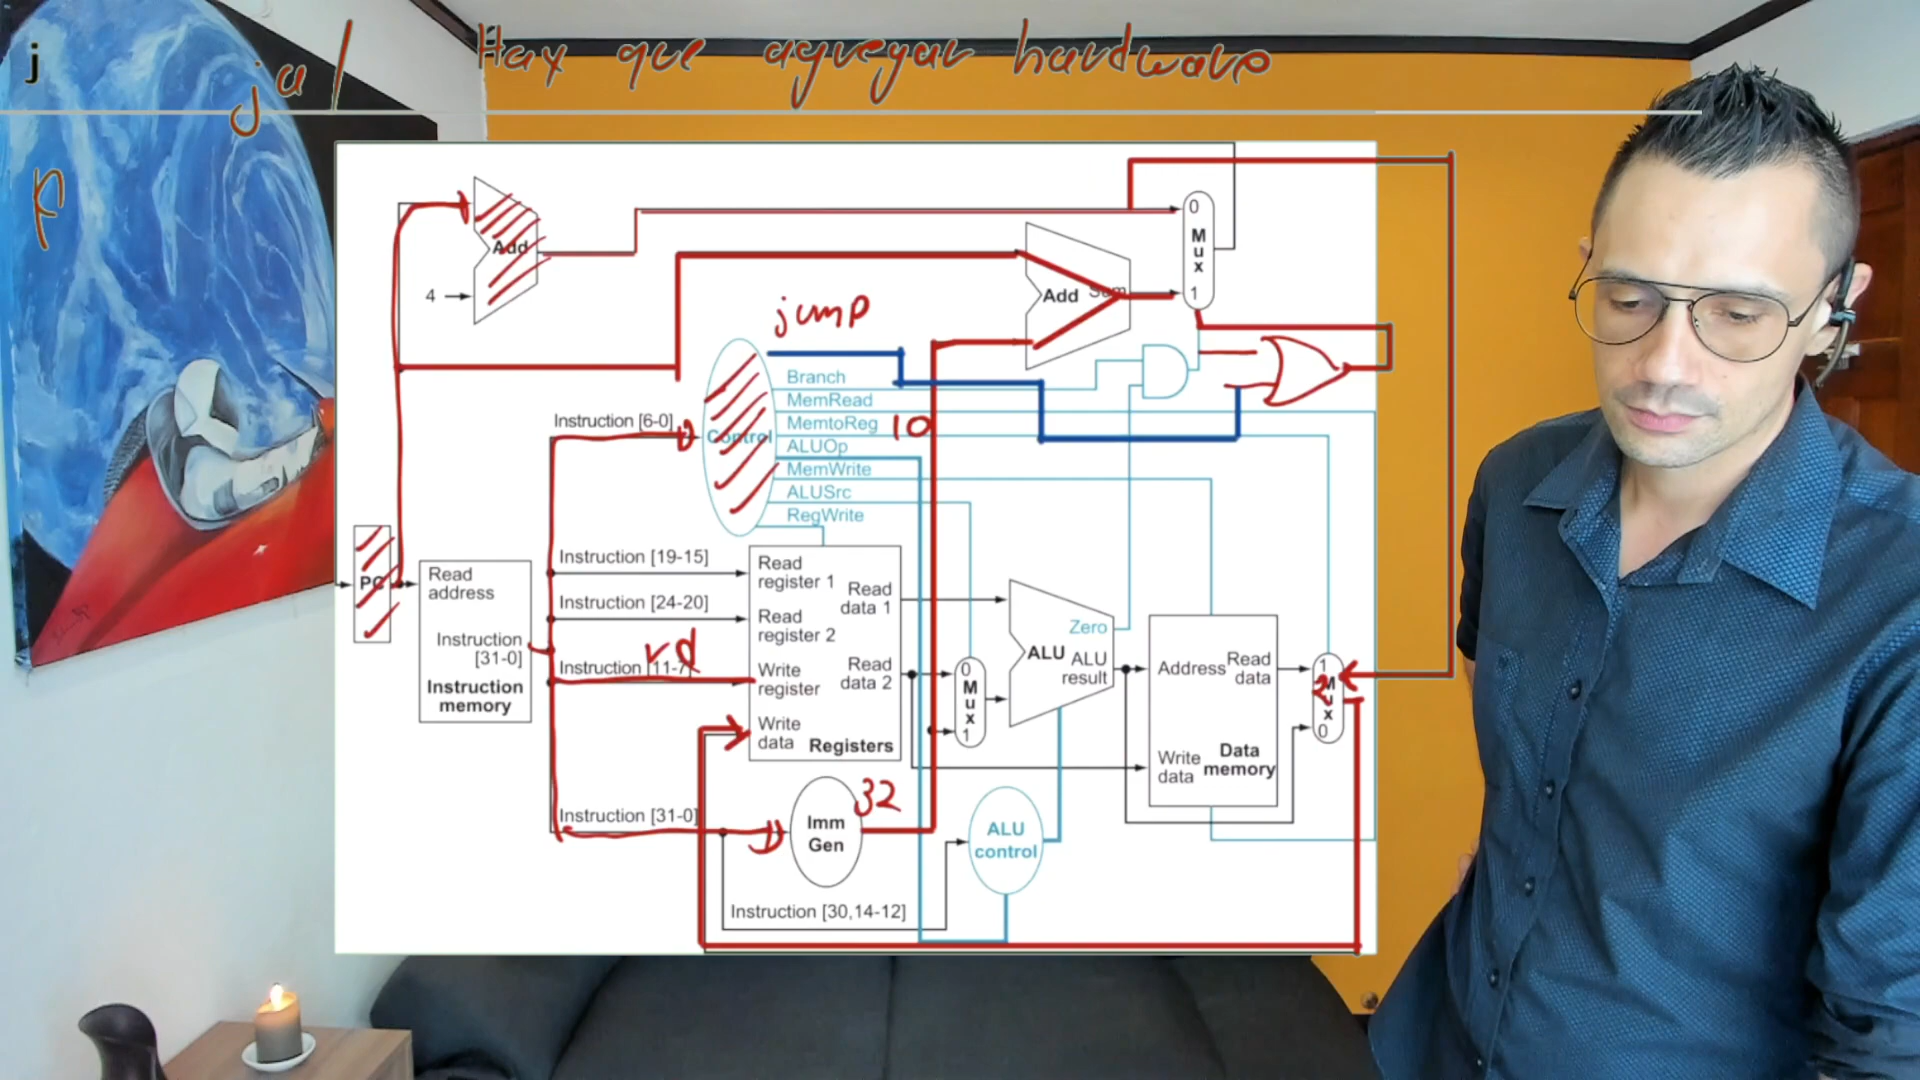 j
jal Hay que agregar hardware
0
M
u
x
1
Add
4
Add Sum
jump
Branch
MemRead
MemtoReg 10
ALUOp
MemWrite
ALUSrc
RegWrite
Control
Instruction [6-0]
Instruction [19-15]
Instruction [24-20]
rd
Instruction [11-7]
Instruction [31-0]
Instruction [30,14-12]
PC
Read
address
Instruction
[31-0]
Instruction
memory
Read
register 1
Read
data 1
Read
register 2
Write
register
Read
data 2
Write
data
Registers
0
M
u
x
1
Zero
ALU
ALU
result
Address
Read
data
Write
data
Data
memory
1
2
M
u
x
0
Imm
Gen
32
ALU
control